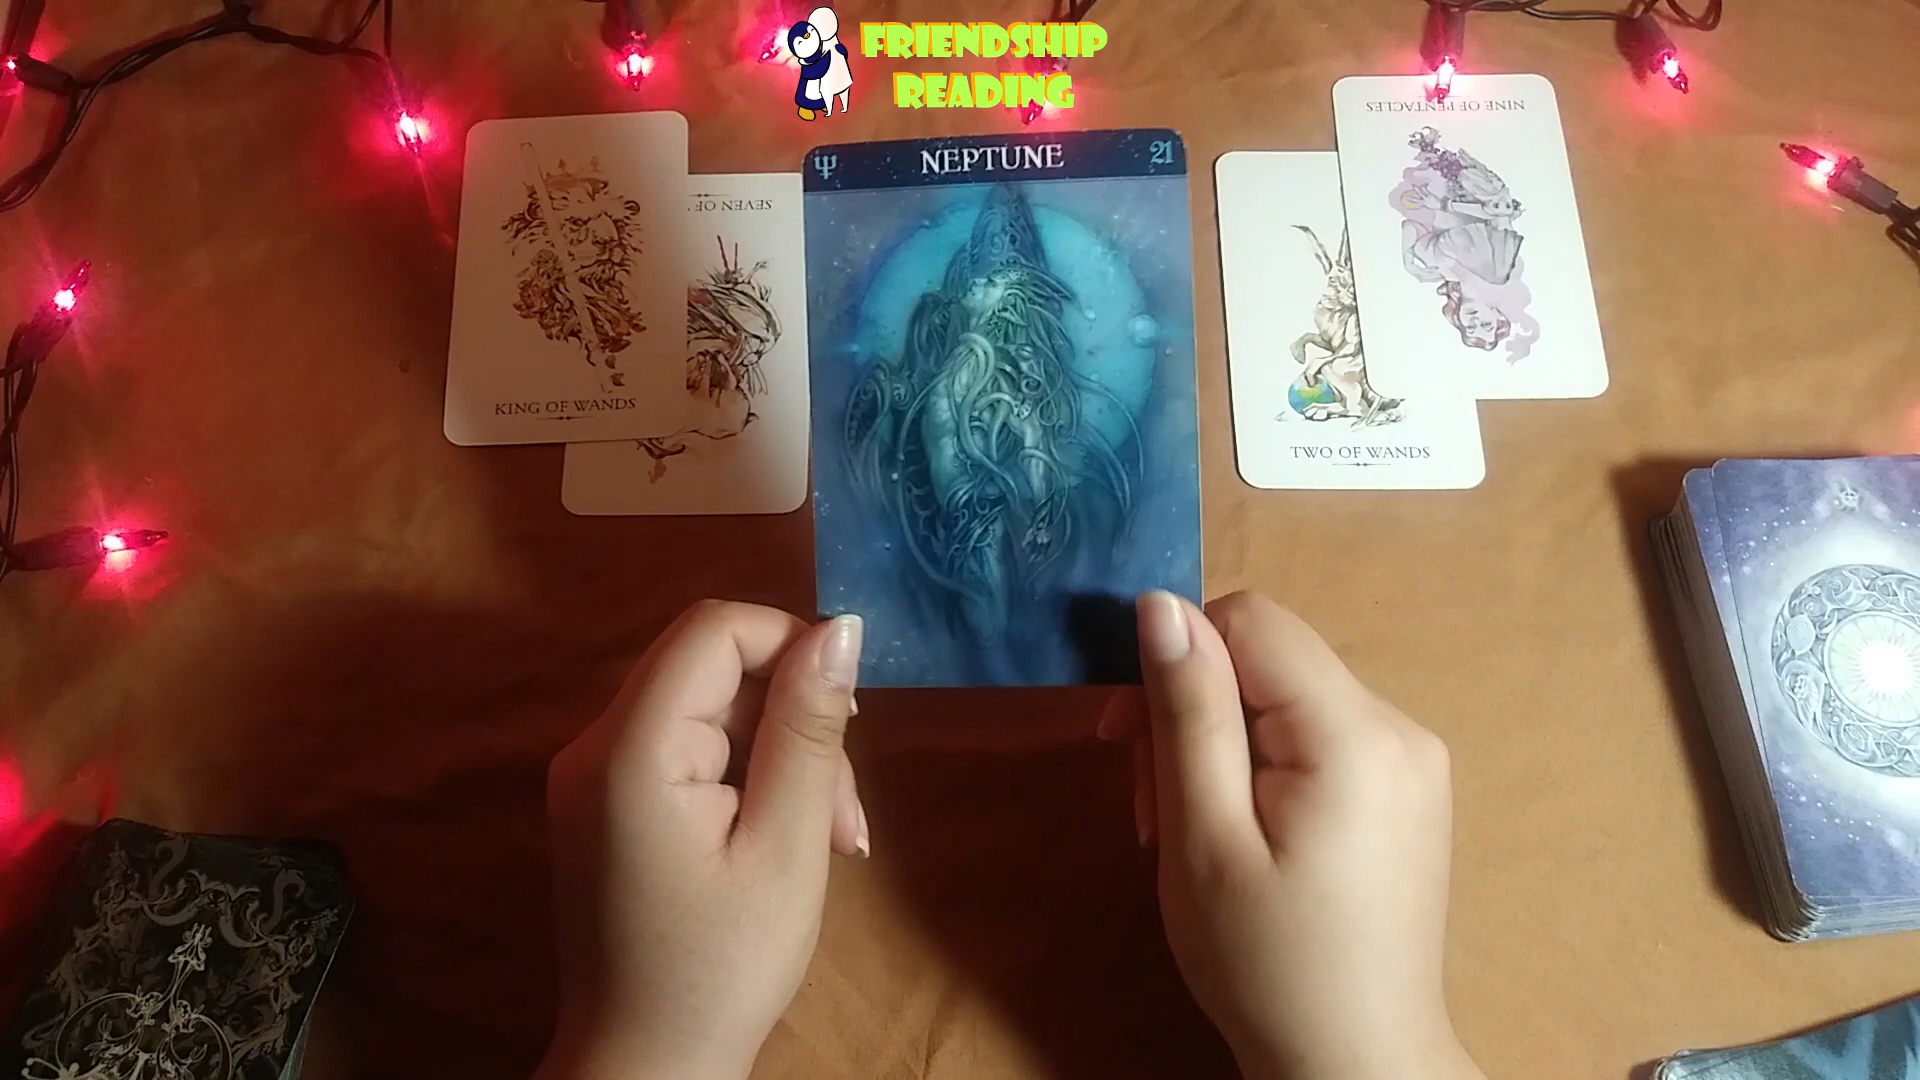 FRIENDSHIP
READING
NINE OF PENTACLES
♆ NEPTUNE 21
SEVEN OF
KING OF WANDS
TWO OF WANDS